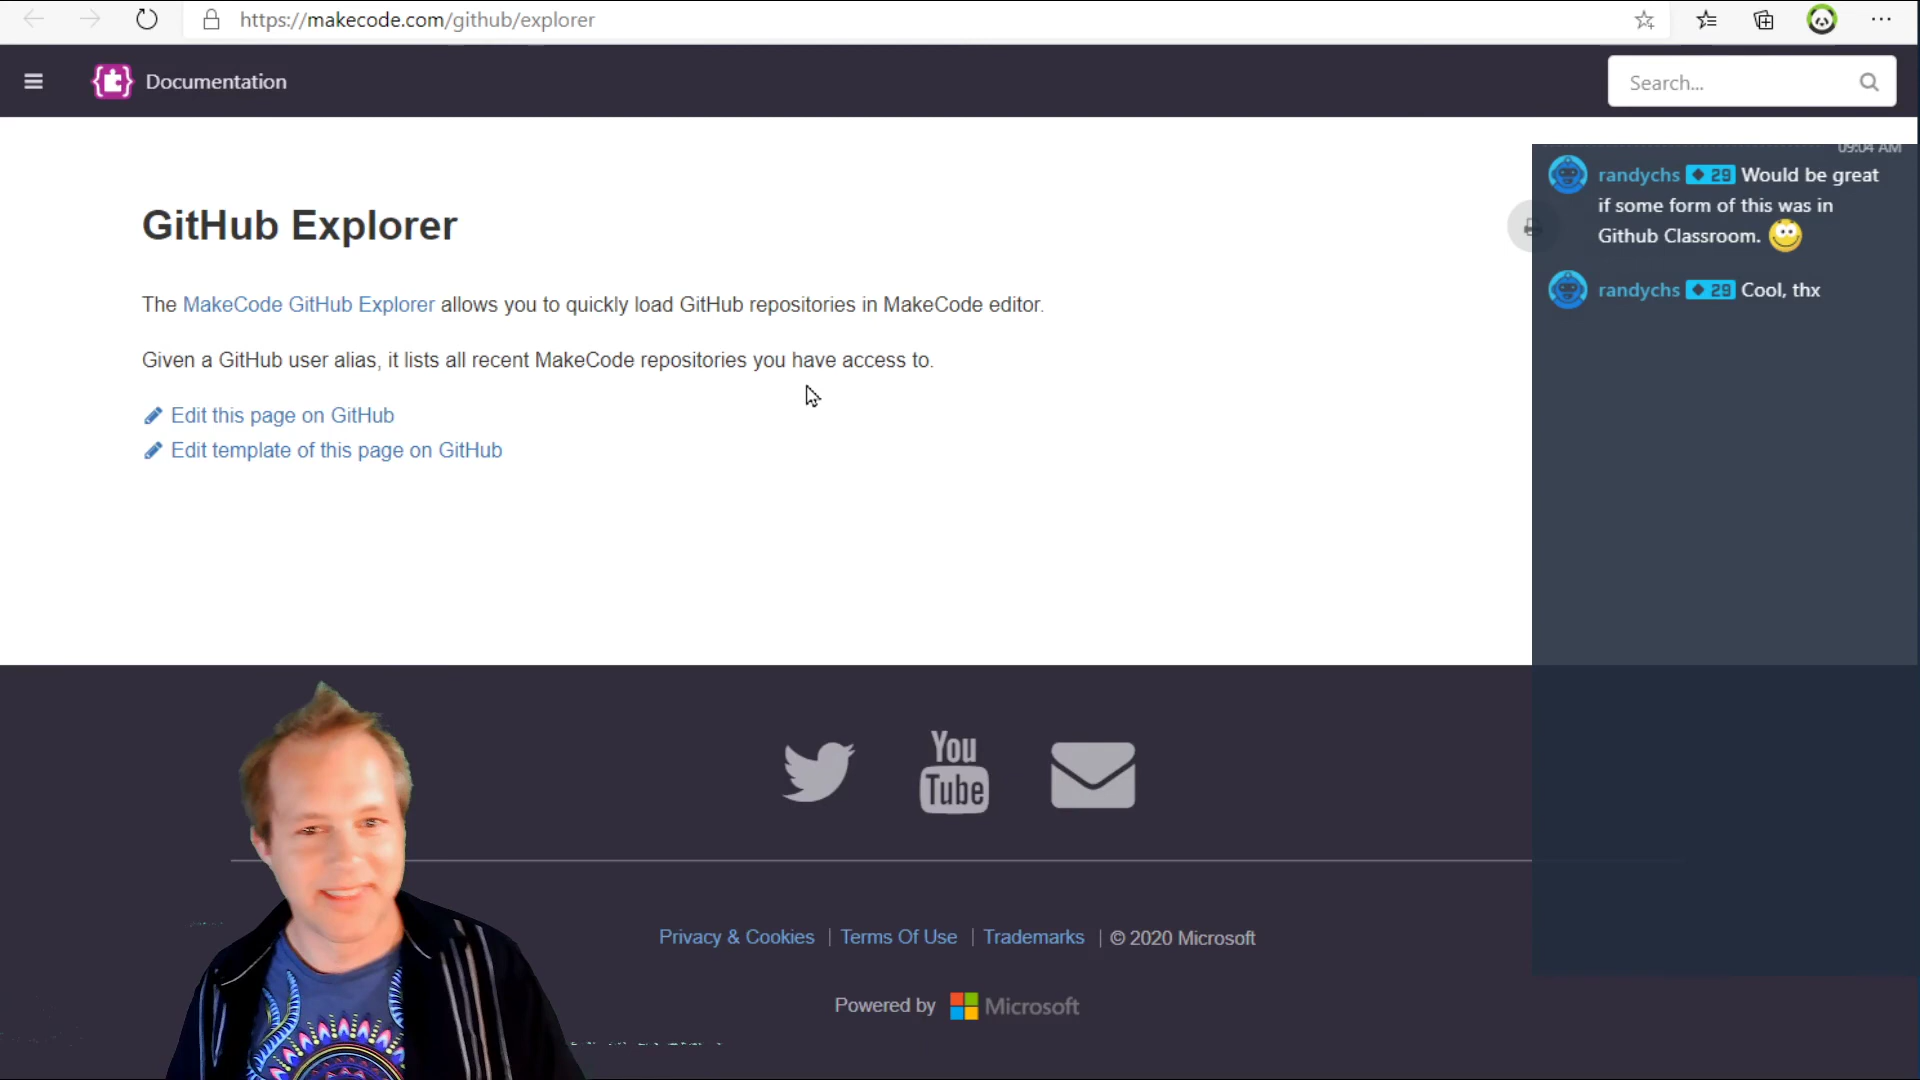 https://makecode.com/github/explorer
Documentation
Search...
09:04 AM
randychs 29 Would be great
if some form of this was in
Github Classroom.
randychs 29 Cool, thx
GitHub Explorer
The MakeCode GitHub Explorer allows you to quickly load GitHub repositories in MakeCode editor.
Given a GitHub user alias, it lists all recent MakeCode repositories you have access to.
Edit this page on GitHub
Edit template of this page on GitHub
You
Tube
Privacy & Cookies | Terms Of Use | Trademarks | © 2020 Microsoft
Powered by Microsoft